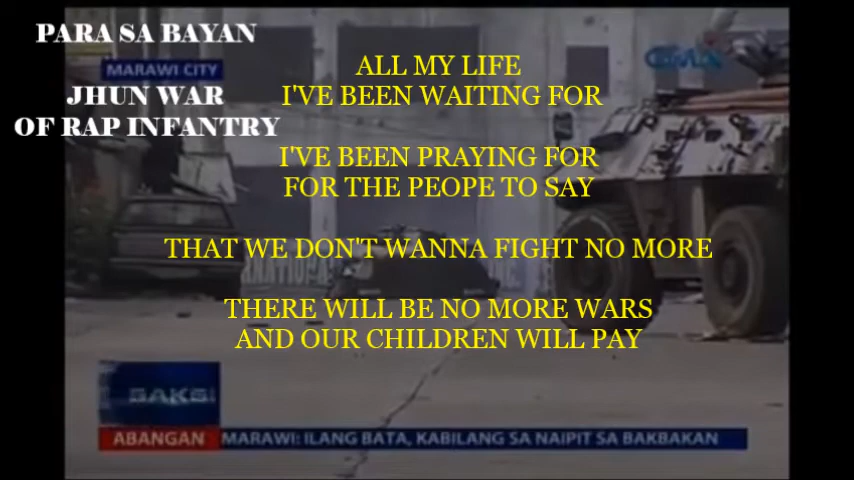 PARA SA BAYAN
MARAWI CITY
JHUN WAR
OF RAP INFANTRY
GMA
ALL MY LIFE
I'VE BEEN WAITING FOR
I'VE BEEN PRAYING FOR
FOR THE PEOPE TO SAY
THAT WE DON'T WANNA FIGHT NO MORE
THERE WILL BE NO MORE WARS
AND OUR CHILDREN WILL PAY
SAKSI
ABANGAN
MARAWI: ILANG BATA, KABILANG SA NAIPIT SA BAKBAKAN